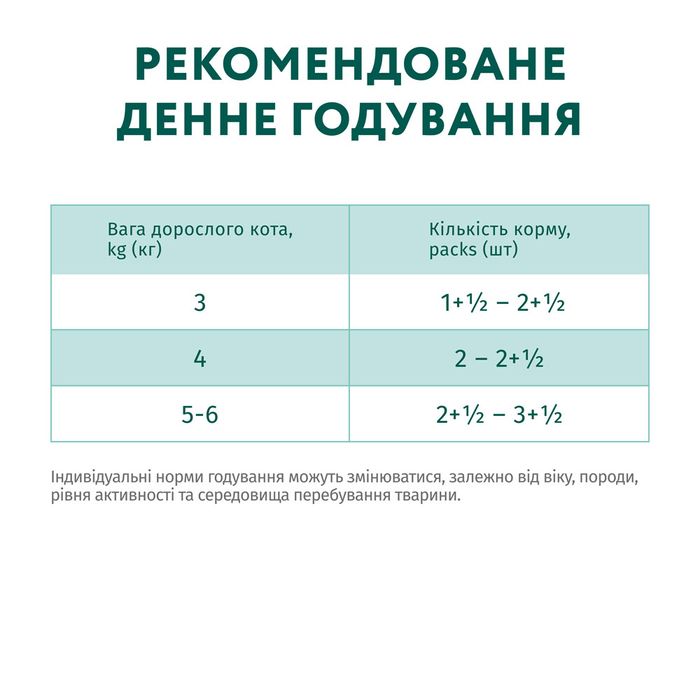 РЕКОМЕНДОВАНЕ
ДЕННЕ ГОДУВАННЯ
Вага дорослого кота,
kg (кг)
Кількість корму,
packs (шт)
3
1+½ – 2+½
4
2 – 2+½
5-6
2+½ – 3+½
Індивідуальні норми годування можуть змінюватися, залежно від віку, породи,
рівня активності та середовища перебування тварини.